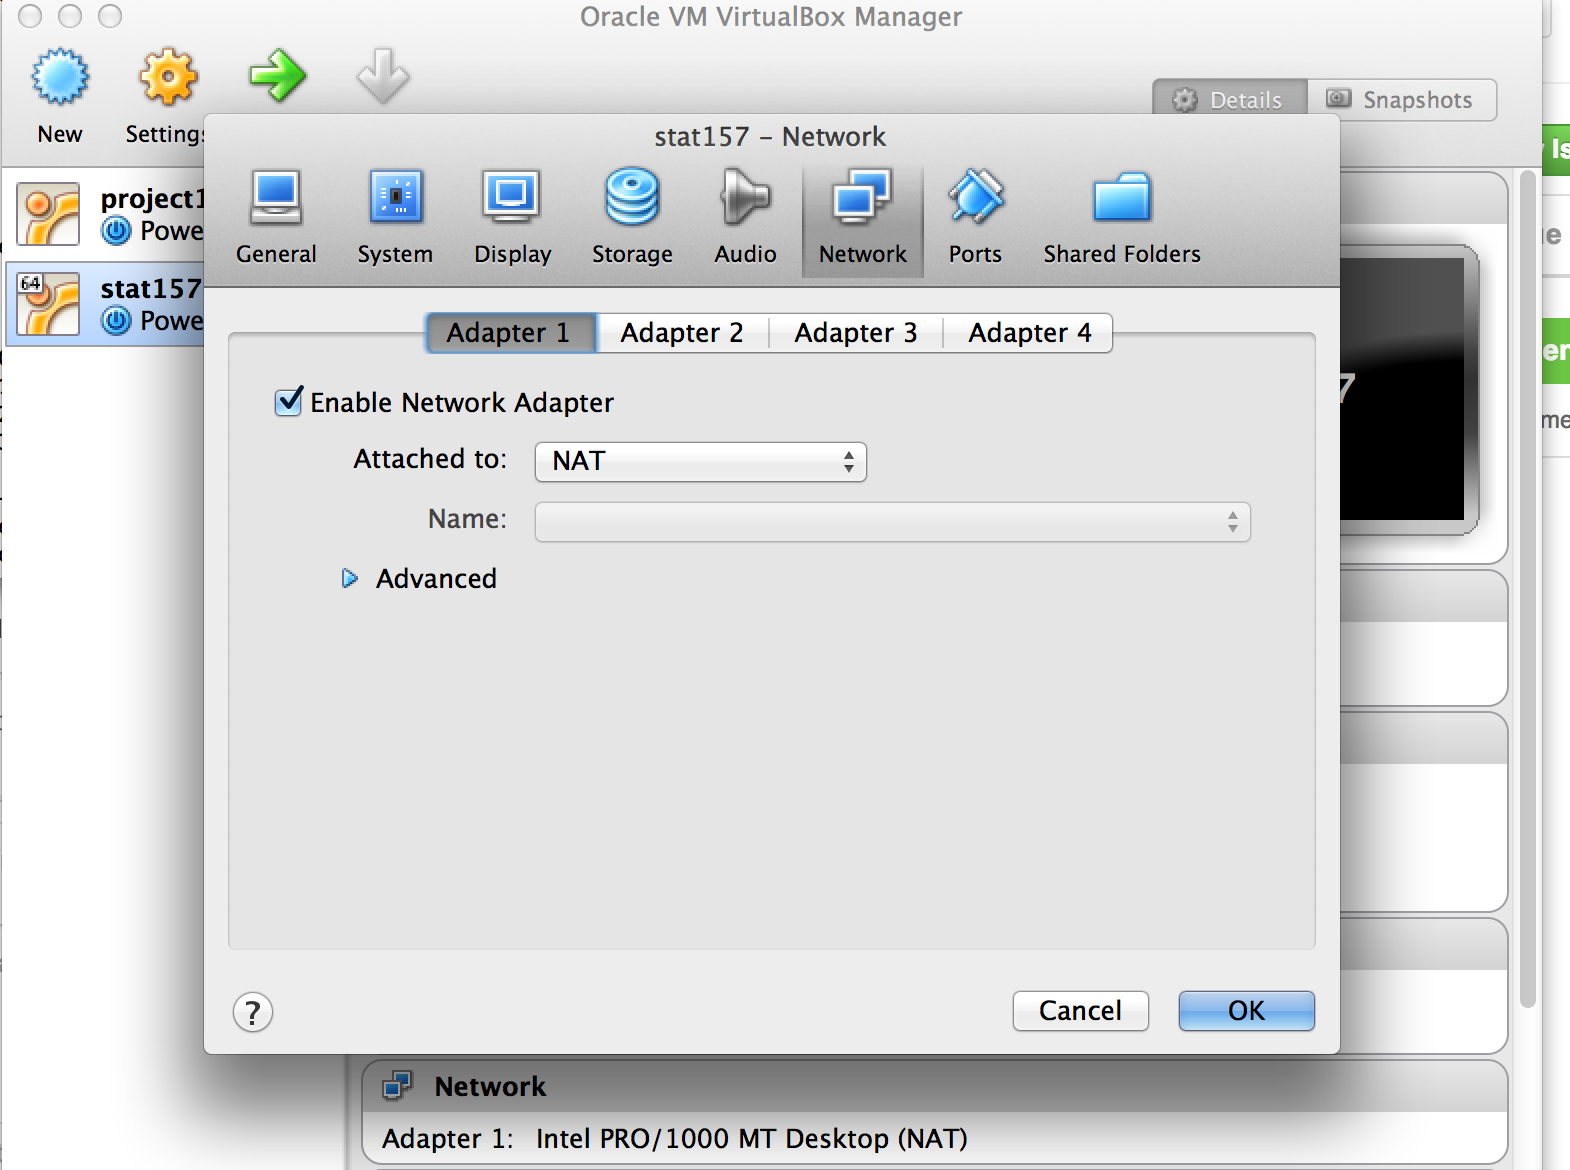 Oracle VM VirtualBox Manager
New
Settings
Details
Snapshots
stat157 – Network
General
System
Display
Storage
Audio
Network
Ports
Shared Folders
project1
Powe
64
stat157
Powe
Adapter 1
Adapter 2
Adapter 3
Adapter 4
Enable Network Adapter
Attached to:
NAT
Name:
Advanced
?
Cancel
OK
7
Network
Adapter 1: Intel PRO/1000 MT Desktop (NAT)